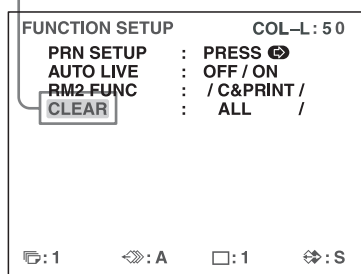 FUNCTION SETUP COL–L:50
PRN SETUP : PRESS
AUTO LIVE : OFF / ON
RM2 FUNC : / C&PRINT /
CLEAR : ALL /
:1 :A :1 :S